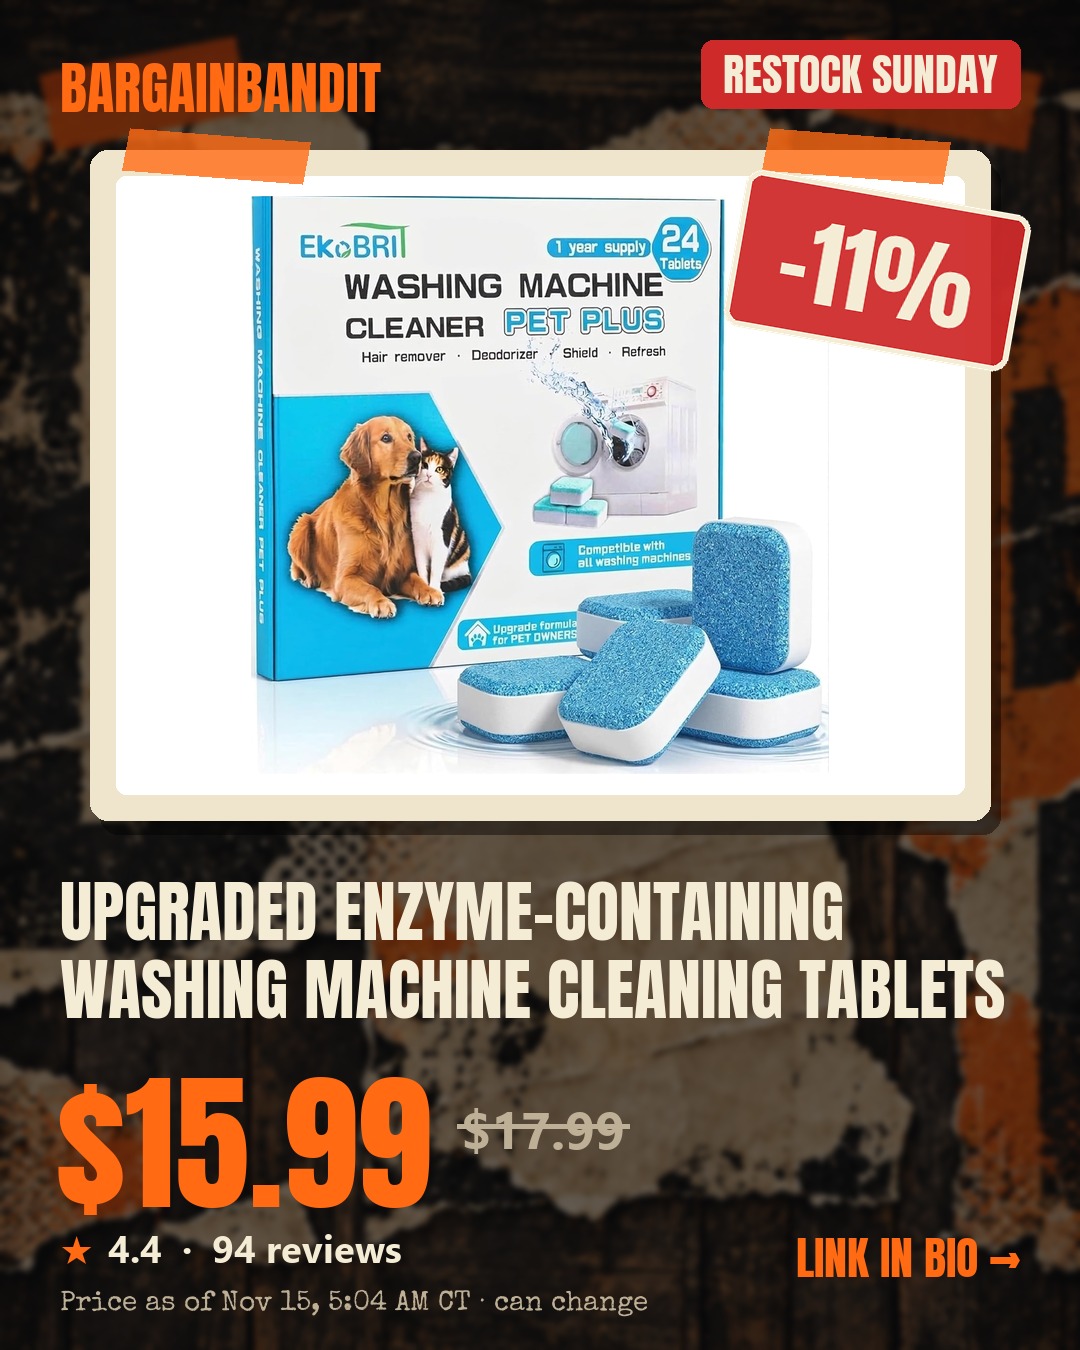 BARGAINBANDIT
RESTOCK SUNDAY
-11%
EKOBRIT
1 year supply
24
Tablets
WASHING MACHINE
CLEANER PET PLUS
Hair remover · Deodorizer · Shield · Refresh
WASHING MACHINE CLEANER PET PLUS
Compatible with
all washing machines
Upgrade formula
for PET OWNERS
UPGRADED ENZYME-CONTAINING
WASHING MACHINE CLEANING TABLETS
$15.99
$17.99
★ 4.4 · 94 reviews
LINK IN BIO →
Price as of Nov 15, 5:04 AM CT · can change